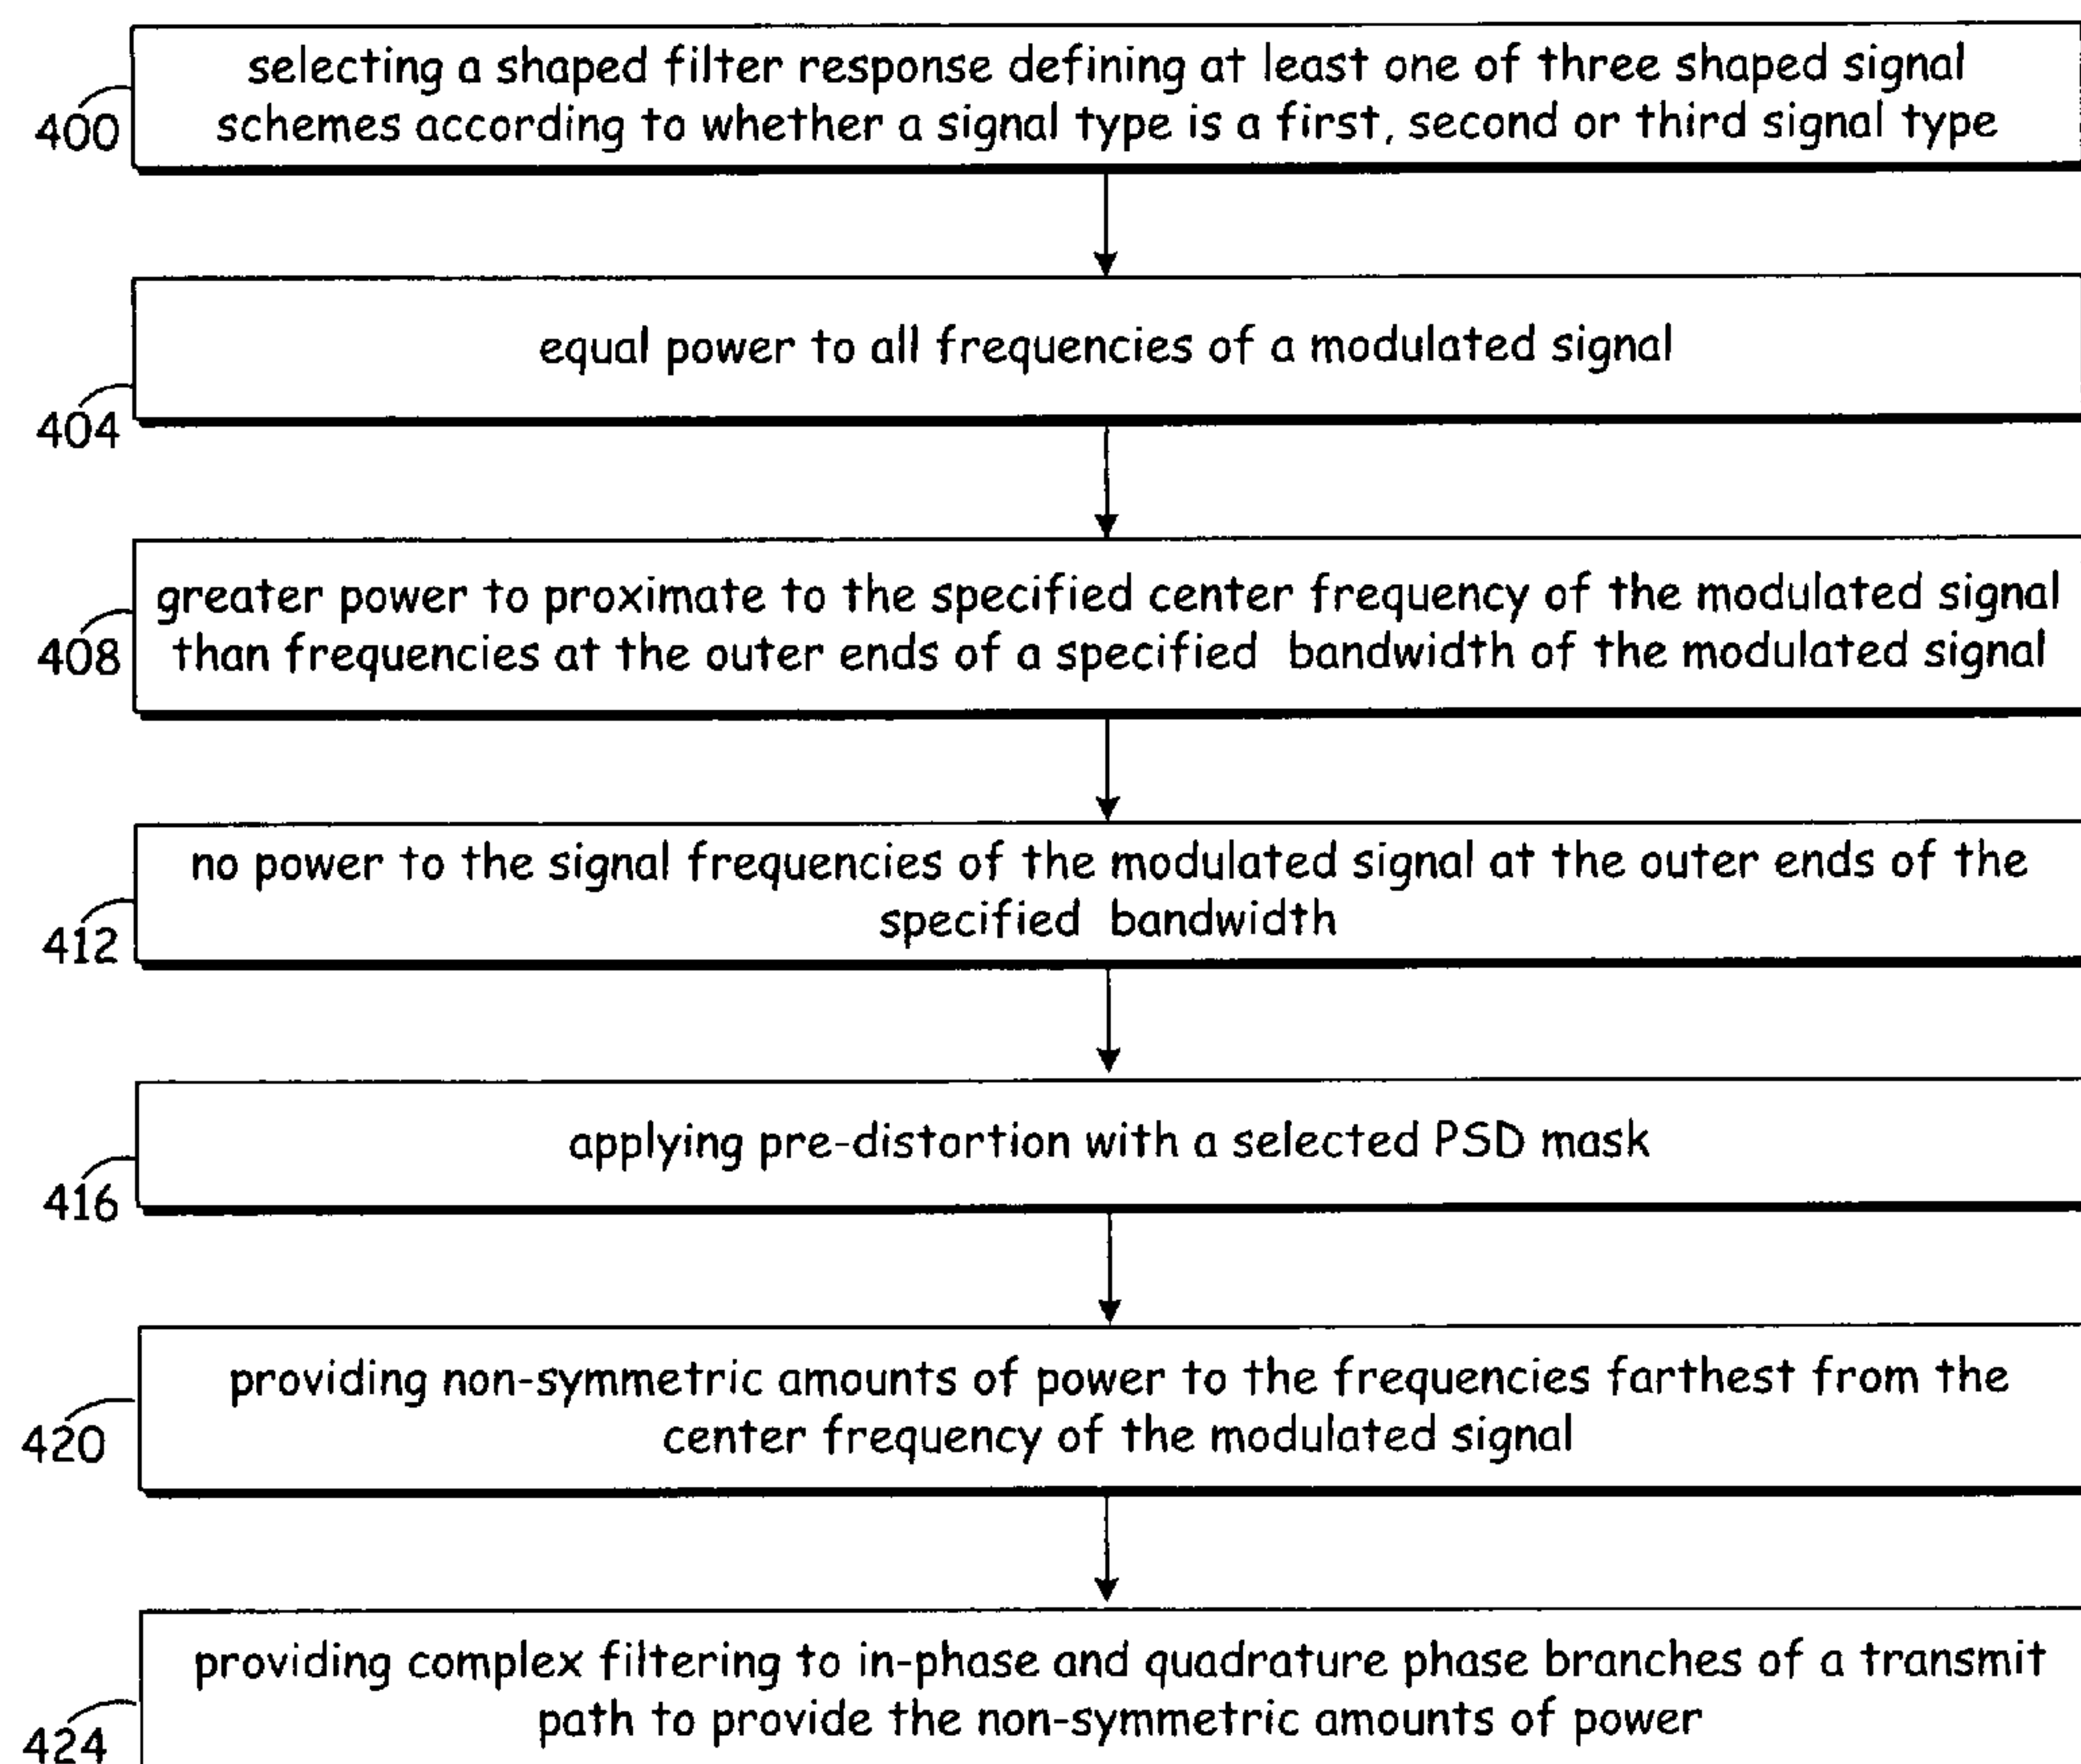 selecting a shaped filter response defining at least one of three shaped signal
schemes according to whether a signal type is a first, second or third signal type
400
equal power to all frequencies of a modulated signal
404
greater power to proximate to the specified center frequency of the modulated signal
than frequencies at the outer ends of a specified bandwidth of the modulated signal
408
no power to the signal frequencies of the modulated signal at the outer ends of the
specified bandwidth
412
applying pre-distortion with a selected PSD mask
416
providing non-symmetric amounts of power to the frequencies farthest from the
center frequency of the modulated signal
420
providing complex filtering to in-phase and quadrature phase branches of a transmit
path to provide the non-symmetric amounts of power
424